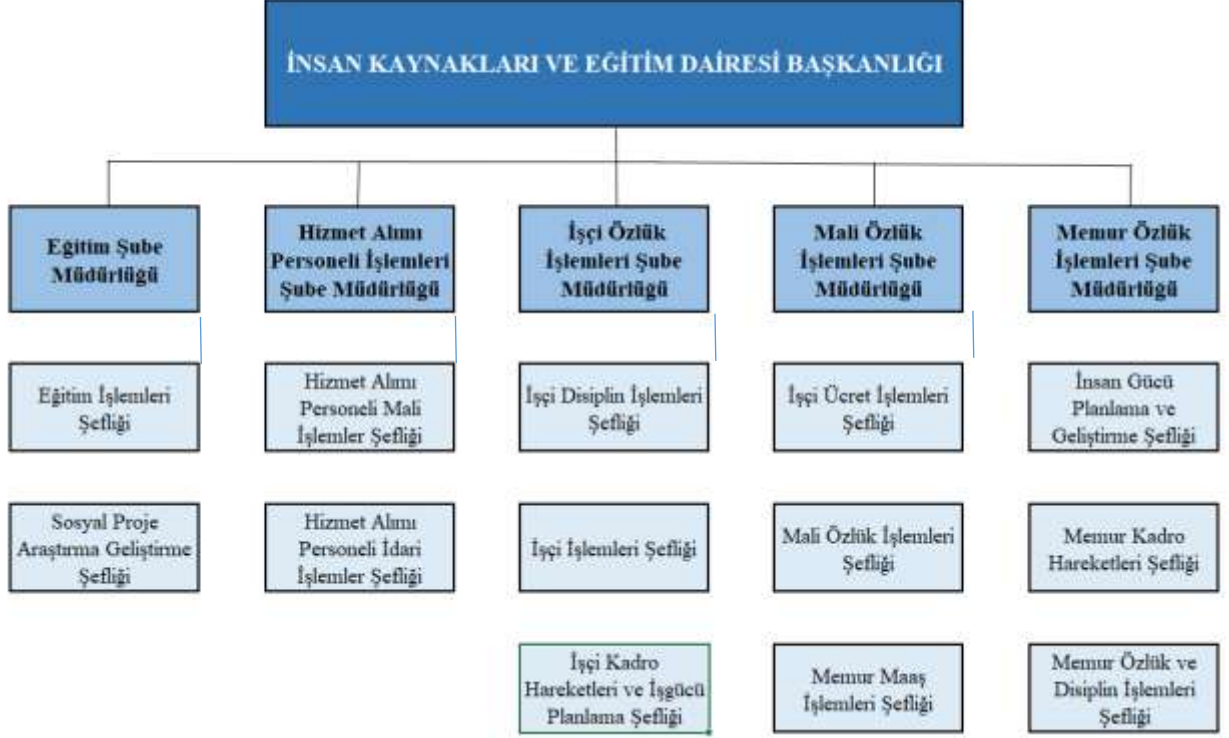 İNSAN KAYNAKLARI VE EĞİTİM DAİRESİ BAŞKANLIĞI
Eğitim Şube
Müdürlüğü
Hizmet Alımı
Personeli İşlemleri
Şube Müdürlüğü
İşçi Özlük
İşlemleri Şube
Müdürlüğü
Mali Özlük
İşlemleri Şube
Müdürlüğü
Memur Özlük
İşlemleri Şube
Müdürlüğü
Eğitim İşlemleri
Şefliği
Hizmet Alımı
Personeli Mali
İşlemler Şefliği
İşçi Disiplin İşlemleri
Şefliği
İşçi Ücret İşlemleri
Şefliği
İnsan Gücü
Planlama ve
Geliştirme Şefliği
Sosyal Proje
Araştırma Geliştirme
Şefliği
Hizmet Alımı
Personeli İdari
İşlemler Şefliği
İşçi İşlemleri Şefliği
Mali Özlük İşlemleri
Şefliği
Memur Kadro
Hareketleri Şefliği
İşçi Kadro
Hareketleri ve İşgücü
Planlama Şefliği
Memur Maaş
İşlemleri Şefliği
Memur Özlük ve
Disiplin İşlemleri
Şefliği